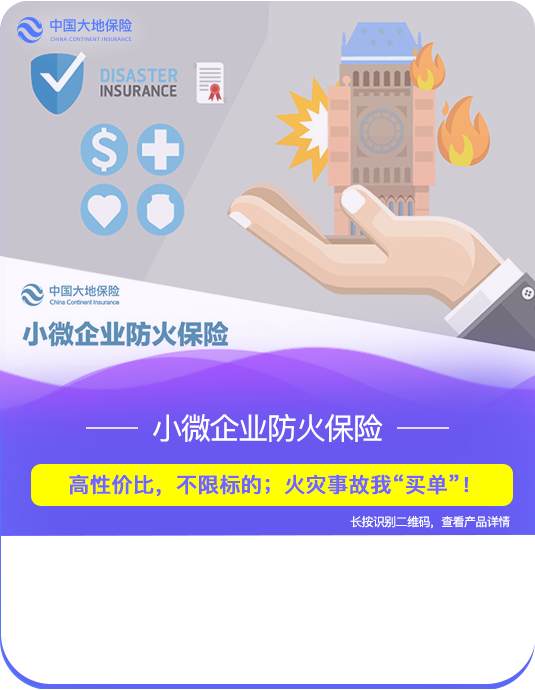 中国大地保险
CHINA CONTINENT INSURANCE
DISASTER
INSURANCE
$
中国大地保险
China Continent Insurance
小微企业防火保险
小微企业防火保险
高性价比，不限标的；火灾事故我“买单”！
长按识别二维码，查看产品详情